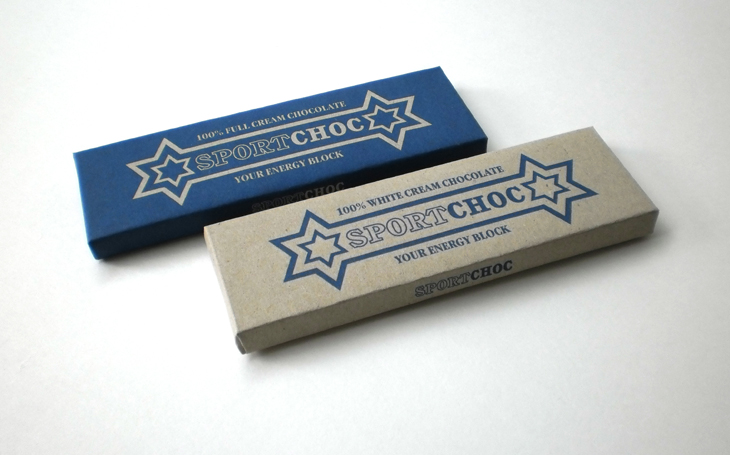 100% FULL CREAM CHOCOLATE
SPORTCHOC
YOUR ENERGY BLOCK
SPORTCHOC
100% WHITE CREAM CHOCOLATE
SPORTCHOC
YOUR ENERGY BLOCK
SPORTCHOC